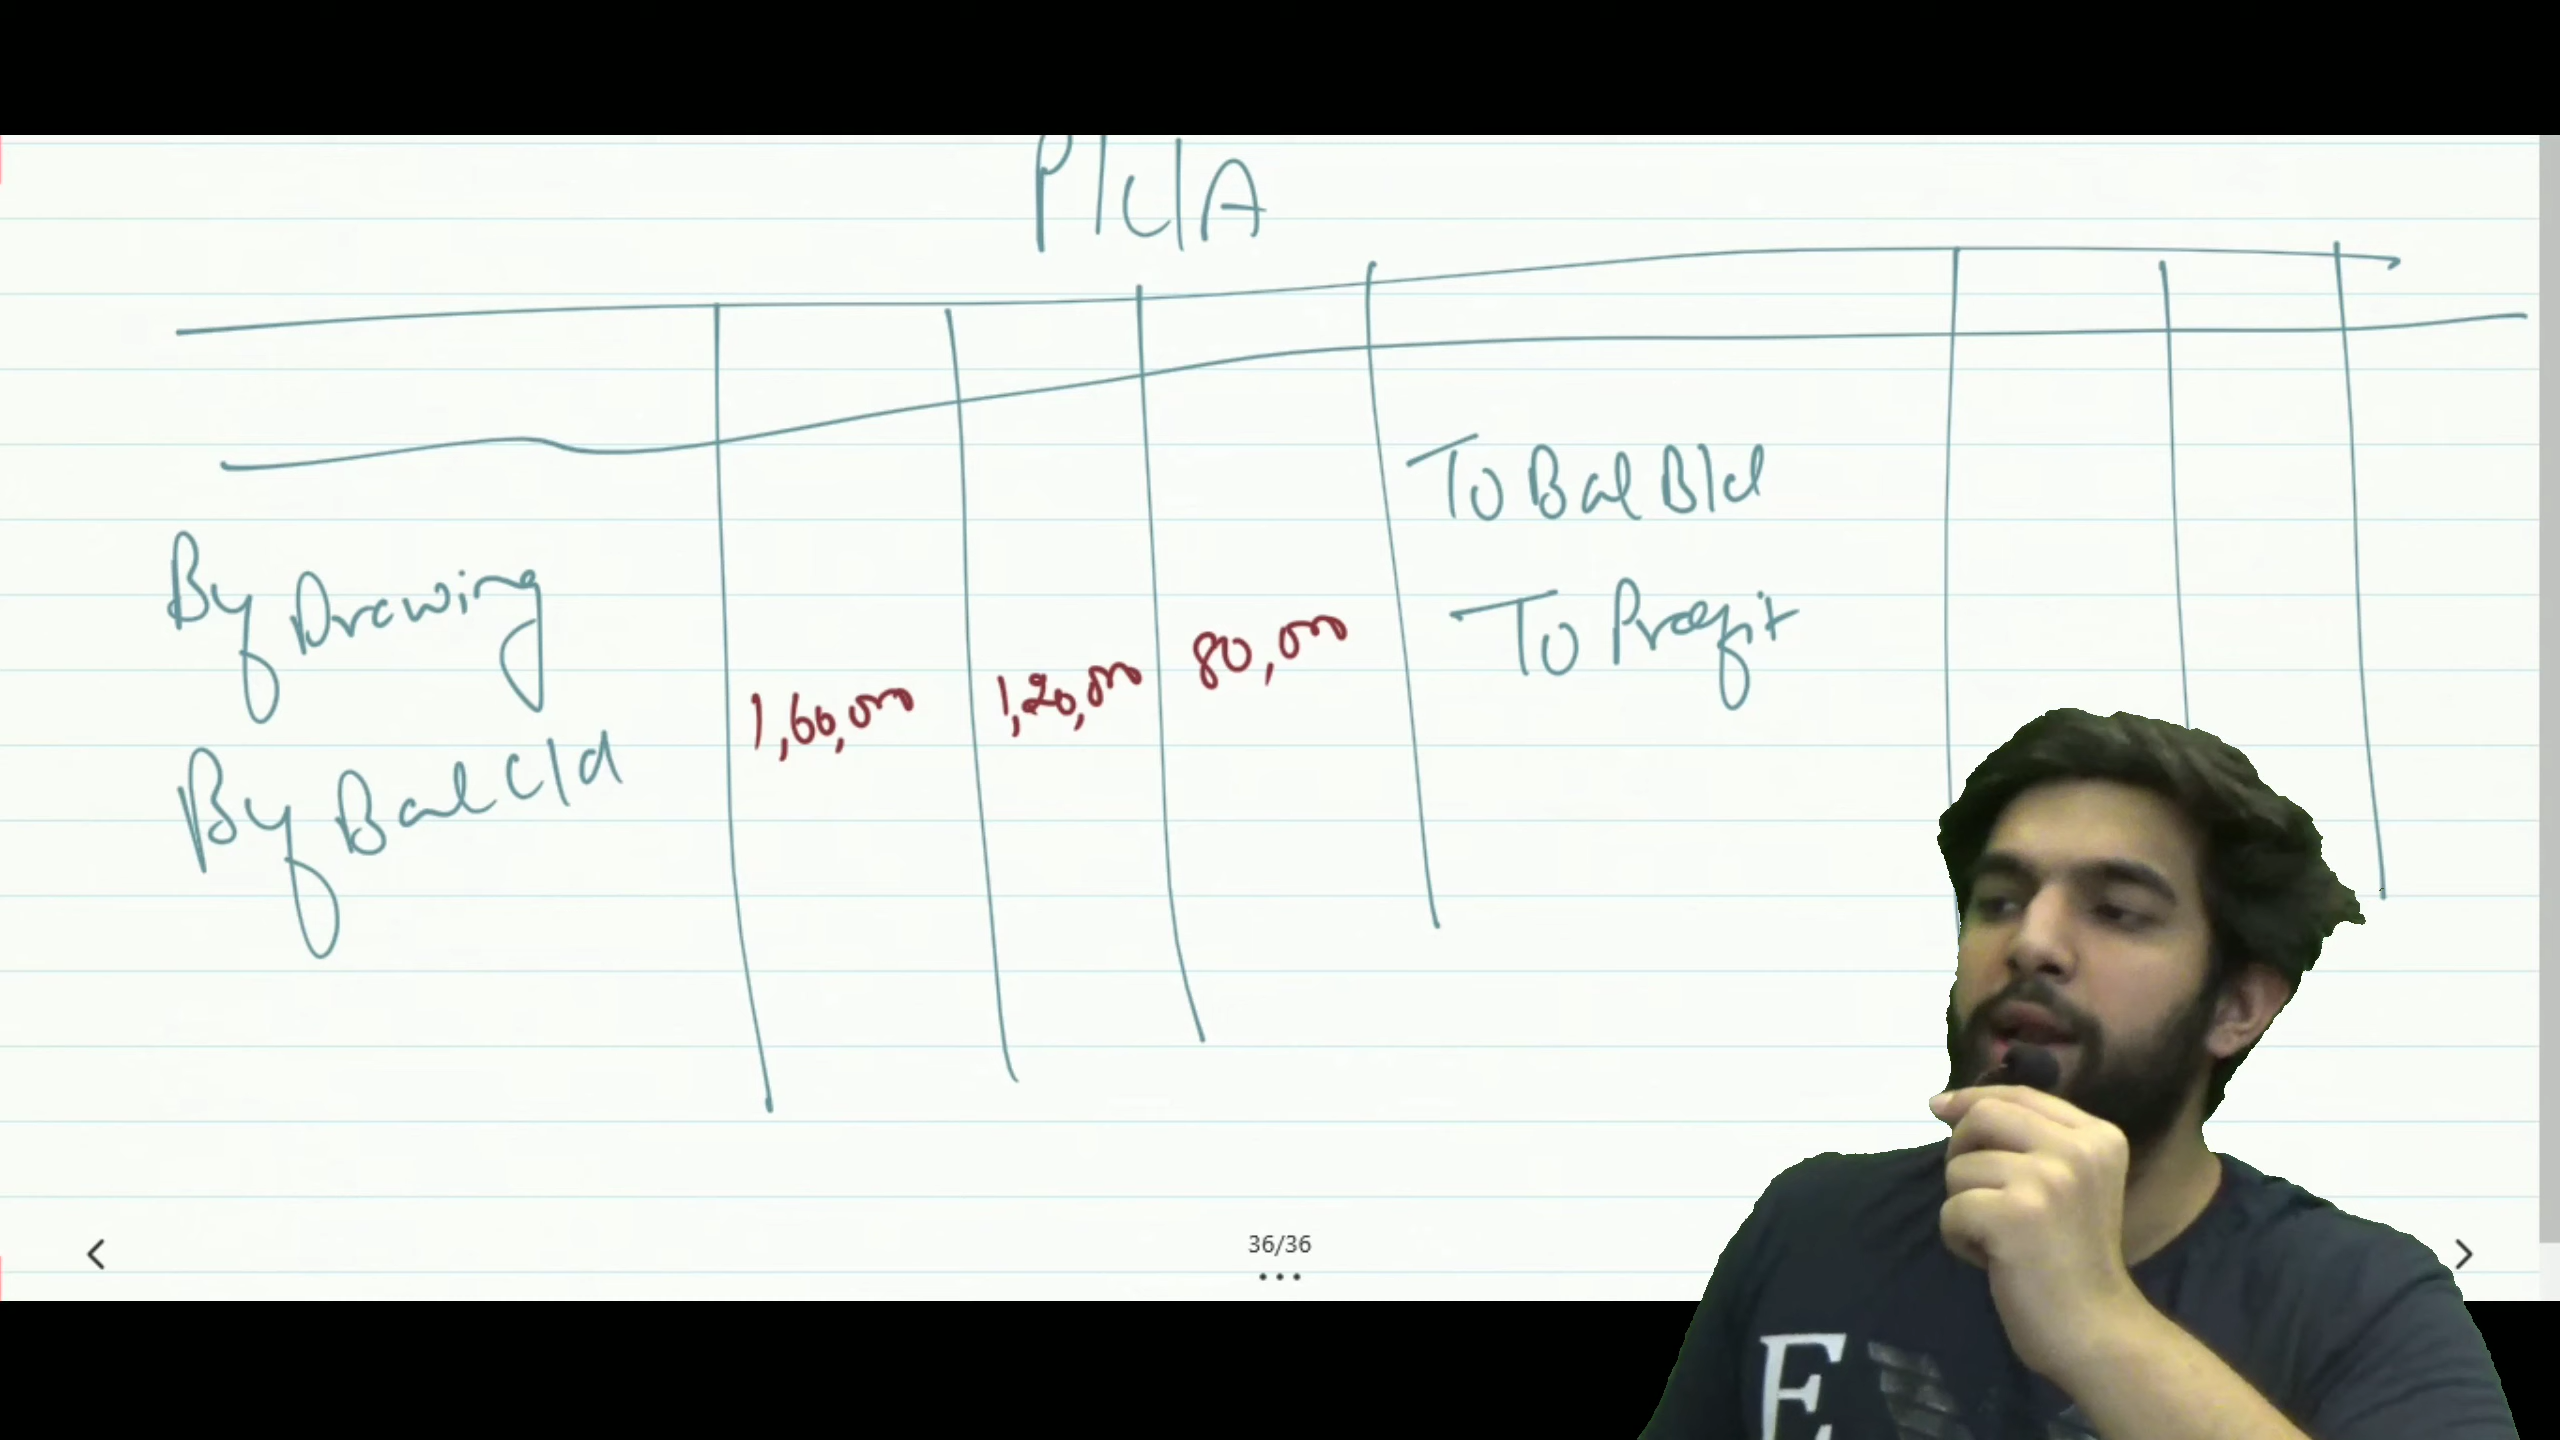 P/C/A
To Bal B/d
By Drawing
To Profit
1,60,000 1,20,000 80,000
By Bal C/d
36/36
E